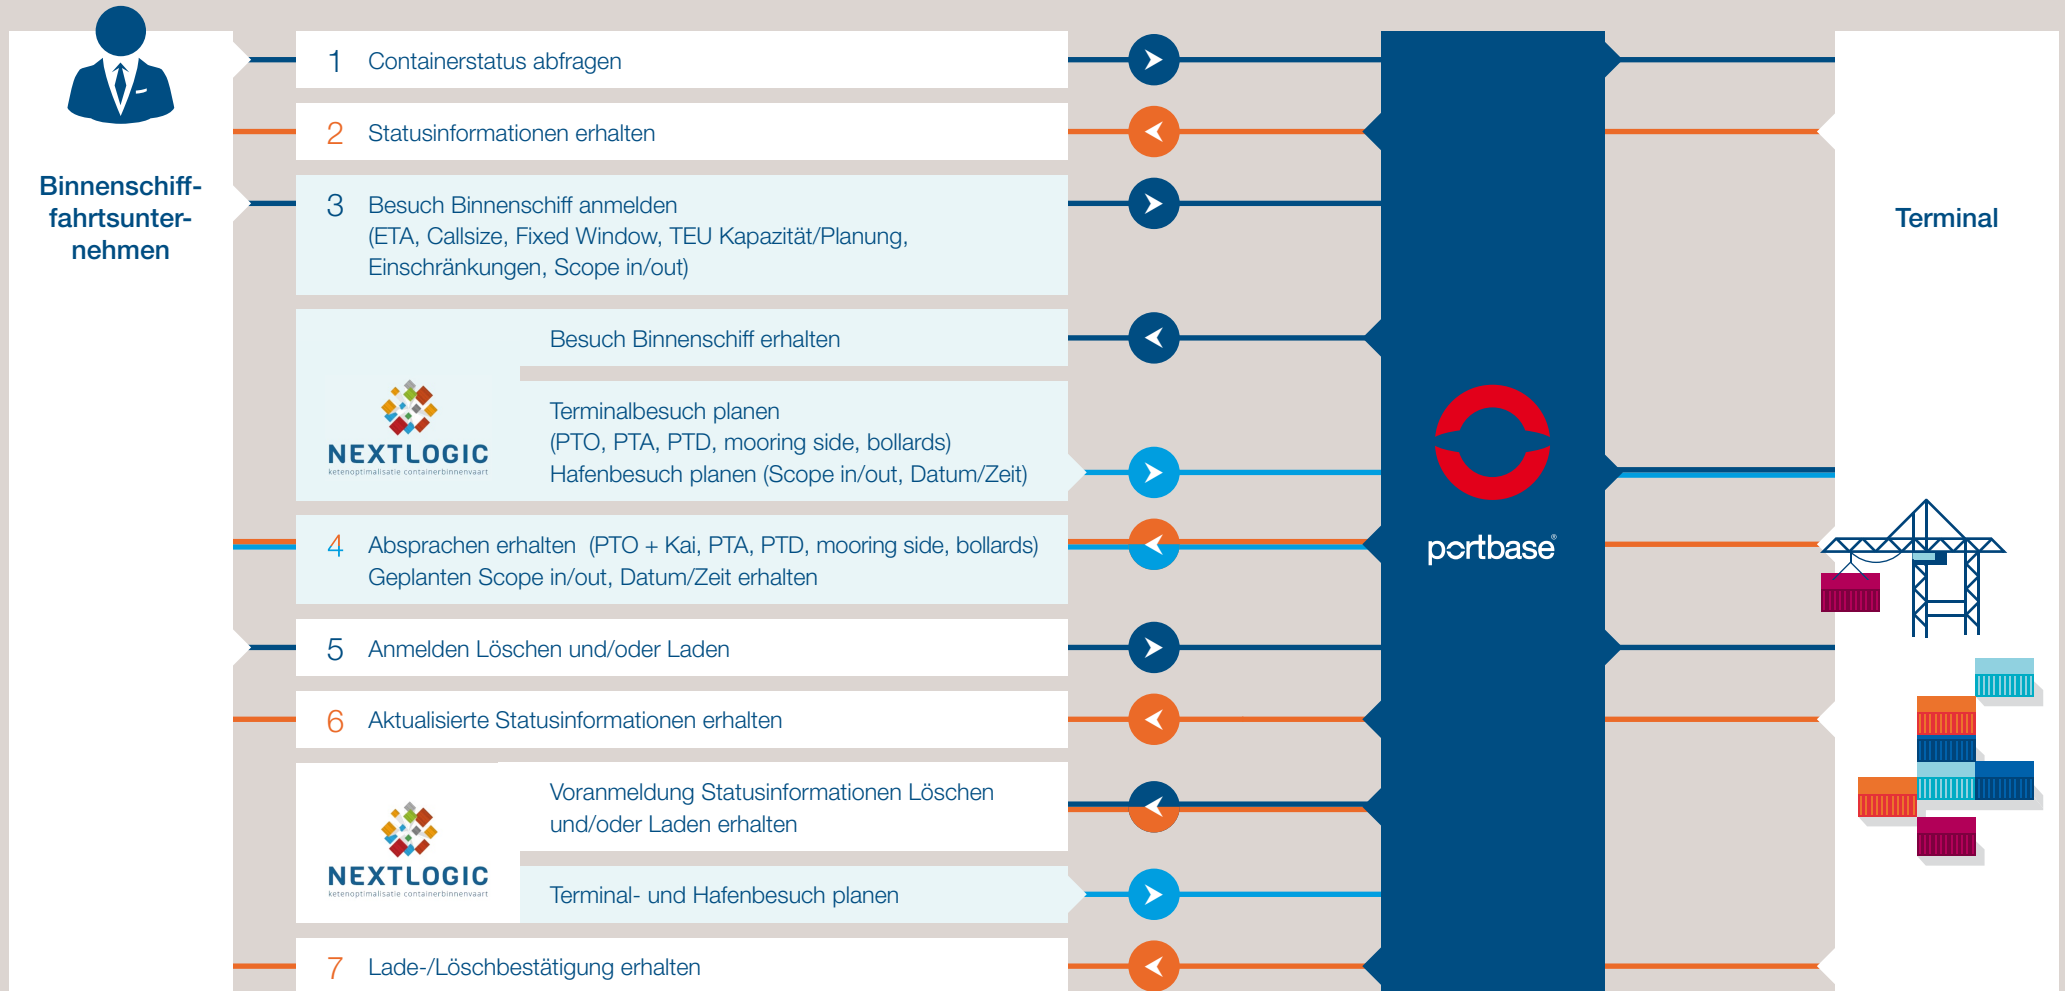 Binnenschiff-
fahrtsunter-
nehmen
1 Containerstatus abfragen
2 Statusinformationen erhalten
3 Besuch Binnenschiff anmelden
(ETA, Callsize, Fixed Window, TEU Kapazität/Planung,
Einschränkungen, Scope in/out)
Besuch Binnenschiff erhalten
NEXTLOGIC
ketenoptimalisatie containerbinnenvaart
Terminalbesuch planen
(PTO, PTA, PTD, mooring side, bollards)
Hafenbesuch planen (Scope in/out, Datum/Zeit)
4 Absprachen erhalten (PTO + Kai, PTA, PTD, mooring side, bollards)
Geplanten Scope in/out, Datum/Zeit erhalten
5 Anmelden Löschen und/oder Laden
6 Aktualisierte Statusinformationen erhalten
Voranmeldung Statusinformationen Löschen
und/oder Laden erhalten
NEXTLOGIC
ketenoptimalisatie containerbinnenvaart
Terminal- und Hafenbesuch planen
7 Lade-/Löschbestätigung erhalten
portbase®
Terminal